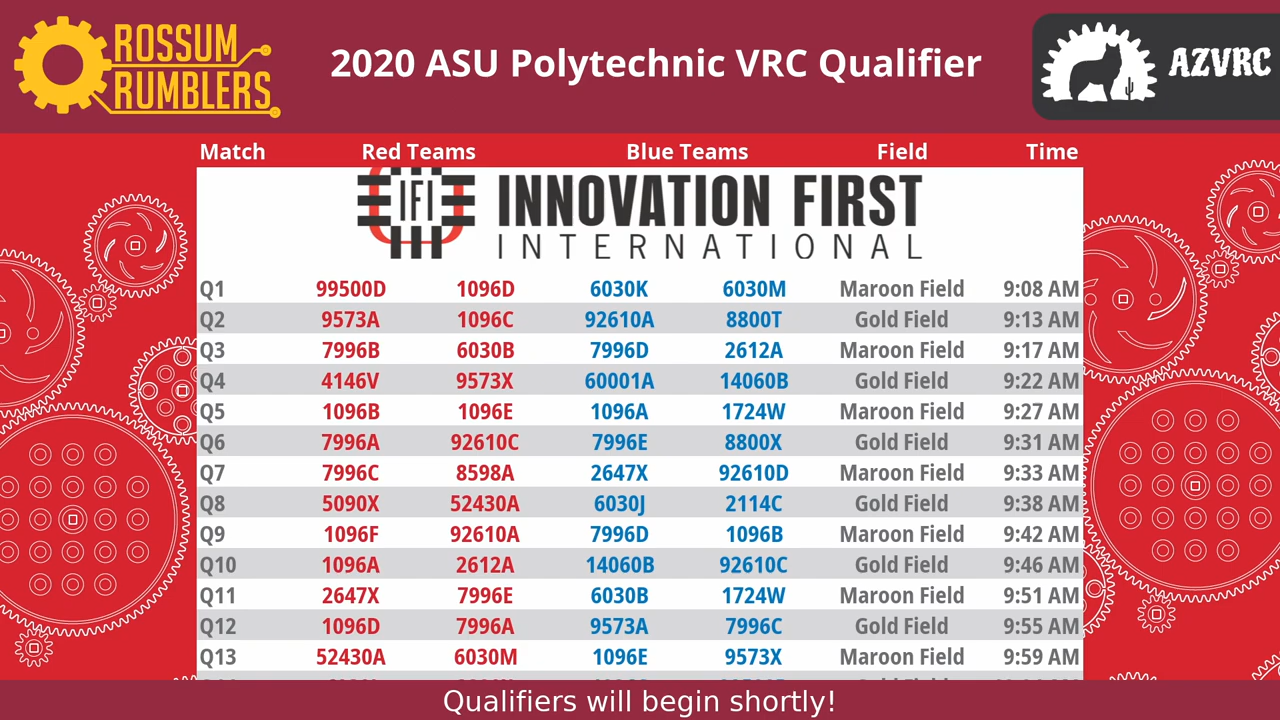 ROSSUM
RUMBLERS
2020 ASU Polytechnic VRC Qualifier
AZVRC
Match Red Teams Blue Teams Field Time
IFI INNOVATION FIRST
INTERNATIONAL
Q1 99500D 1096D 6030K 6030M Maroon Field 9:08 AM
Q2 9573A 1096C 92610A 8800T Gold Field 9:13 AM
Q3 7996B 6030B 7996D 2612A Maroon Field 9:17 AM
Q4 4146V 9573X 60001A 14060B Gold Field 9:22 AM
Q5 1096B 1096E 1096A 1724W Maroon Field 9:27 AM
Q6 7996A 92610C 7996E 8800X Gold Field 9:31 AM
Q7 7996C 8598A 2647X 92610D Maroon Field 9:33 AM
Q8 5090X 52430A 6030J 2114C Gold Field 9:38 AM
Q9 1096F 92610A 7996D 1096B Maroon Field 9:42 AM
Q10 1096A 2612A 14060B 92610C Gold Field 9:46 AM
Q11 2647X 7996E 6030B 1724W Maroon Field 9:51 AM
Q12 1096D 7996A 9573A 7996C Gold Field 9:55 AM
Q13 52430A 6030M 1096E 9573X Maroon Field 9:59 AM
Qualifiers will begin shortly!